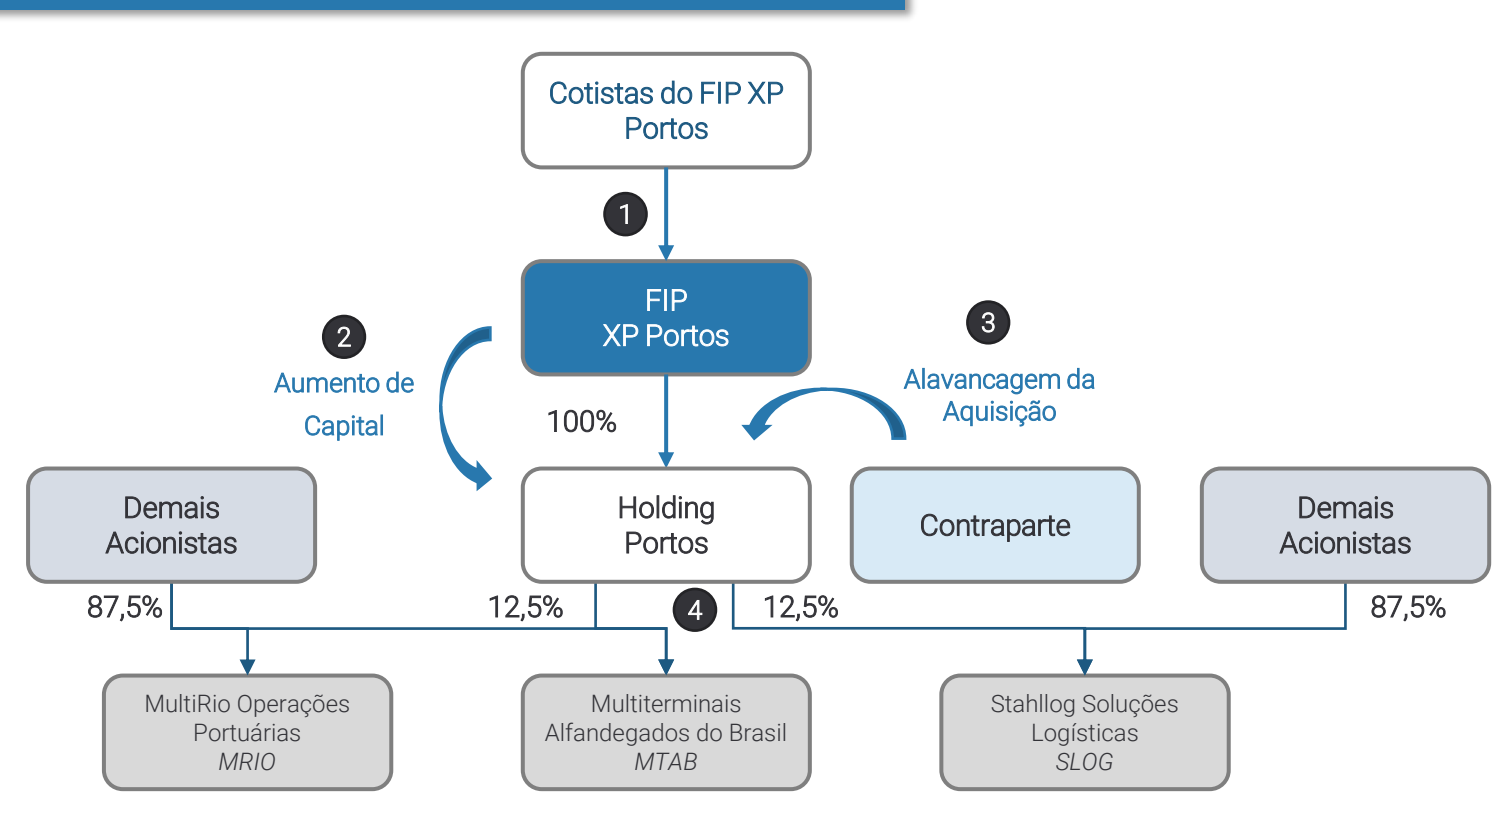 Cotistas do FIP XP
Portos
1
FIP
XP Portos
2
Aumento de
Capital
3
Alavancagem da
Aquisição
100%
Demais
Acionistas
Holding
Portos
Contraparte
Demais
Acionistas
87,5%
12,5%
4
12,5%
87,5%
MultiRio Operações
Portuárias
MRIO
Multiterminais
Alfandegados do Brasil
MTAB
Stahllog Soluções
Logísticas
SLOG